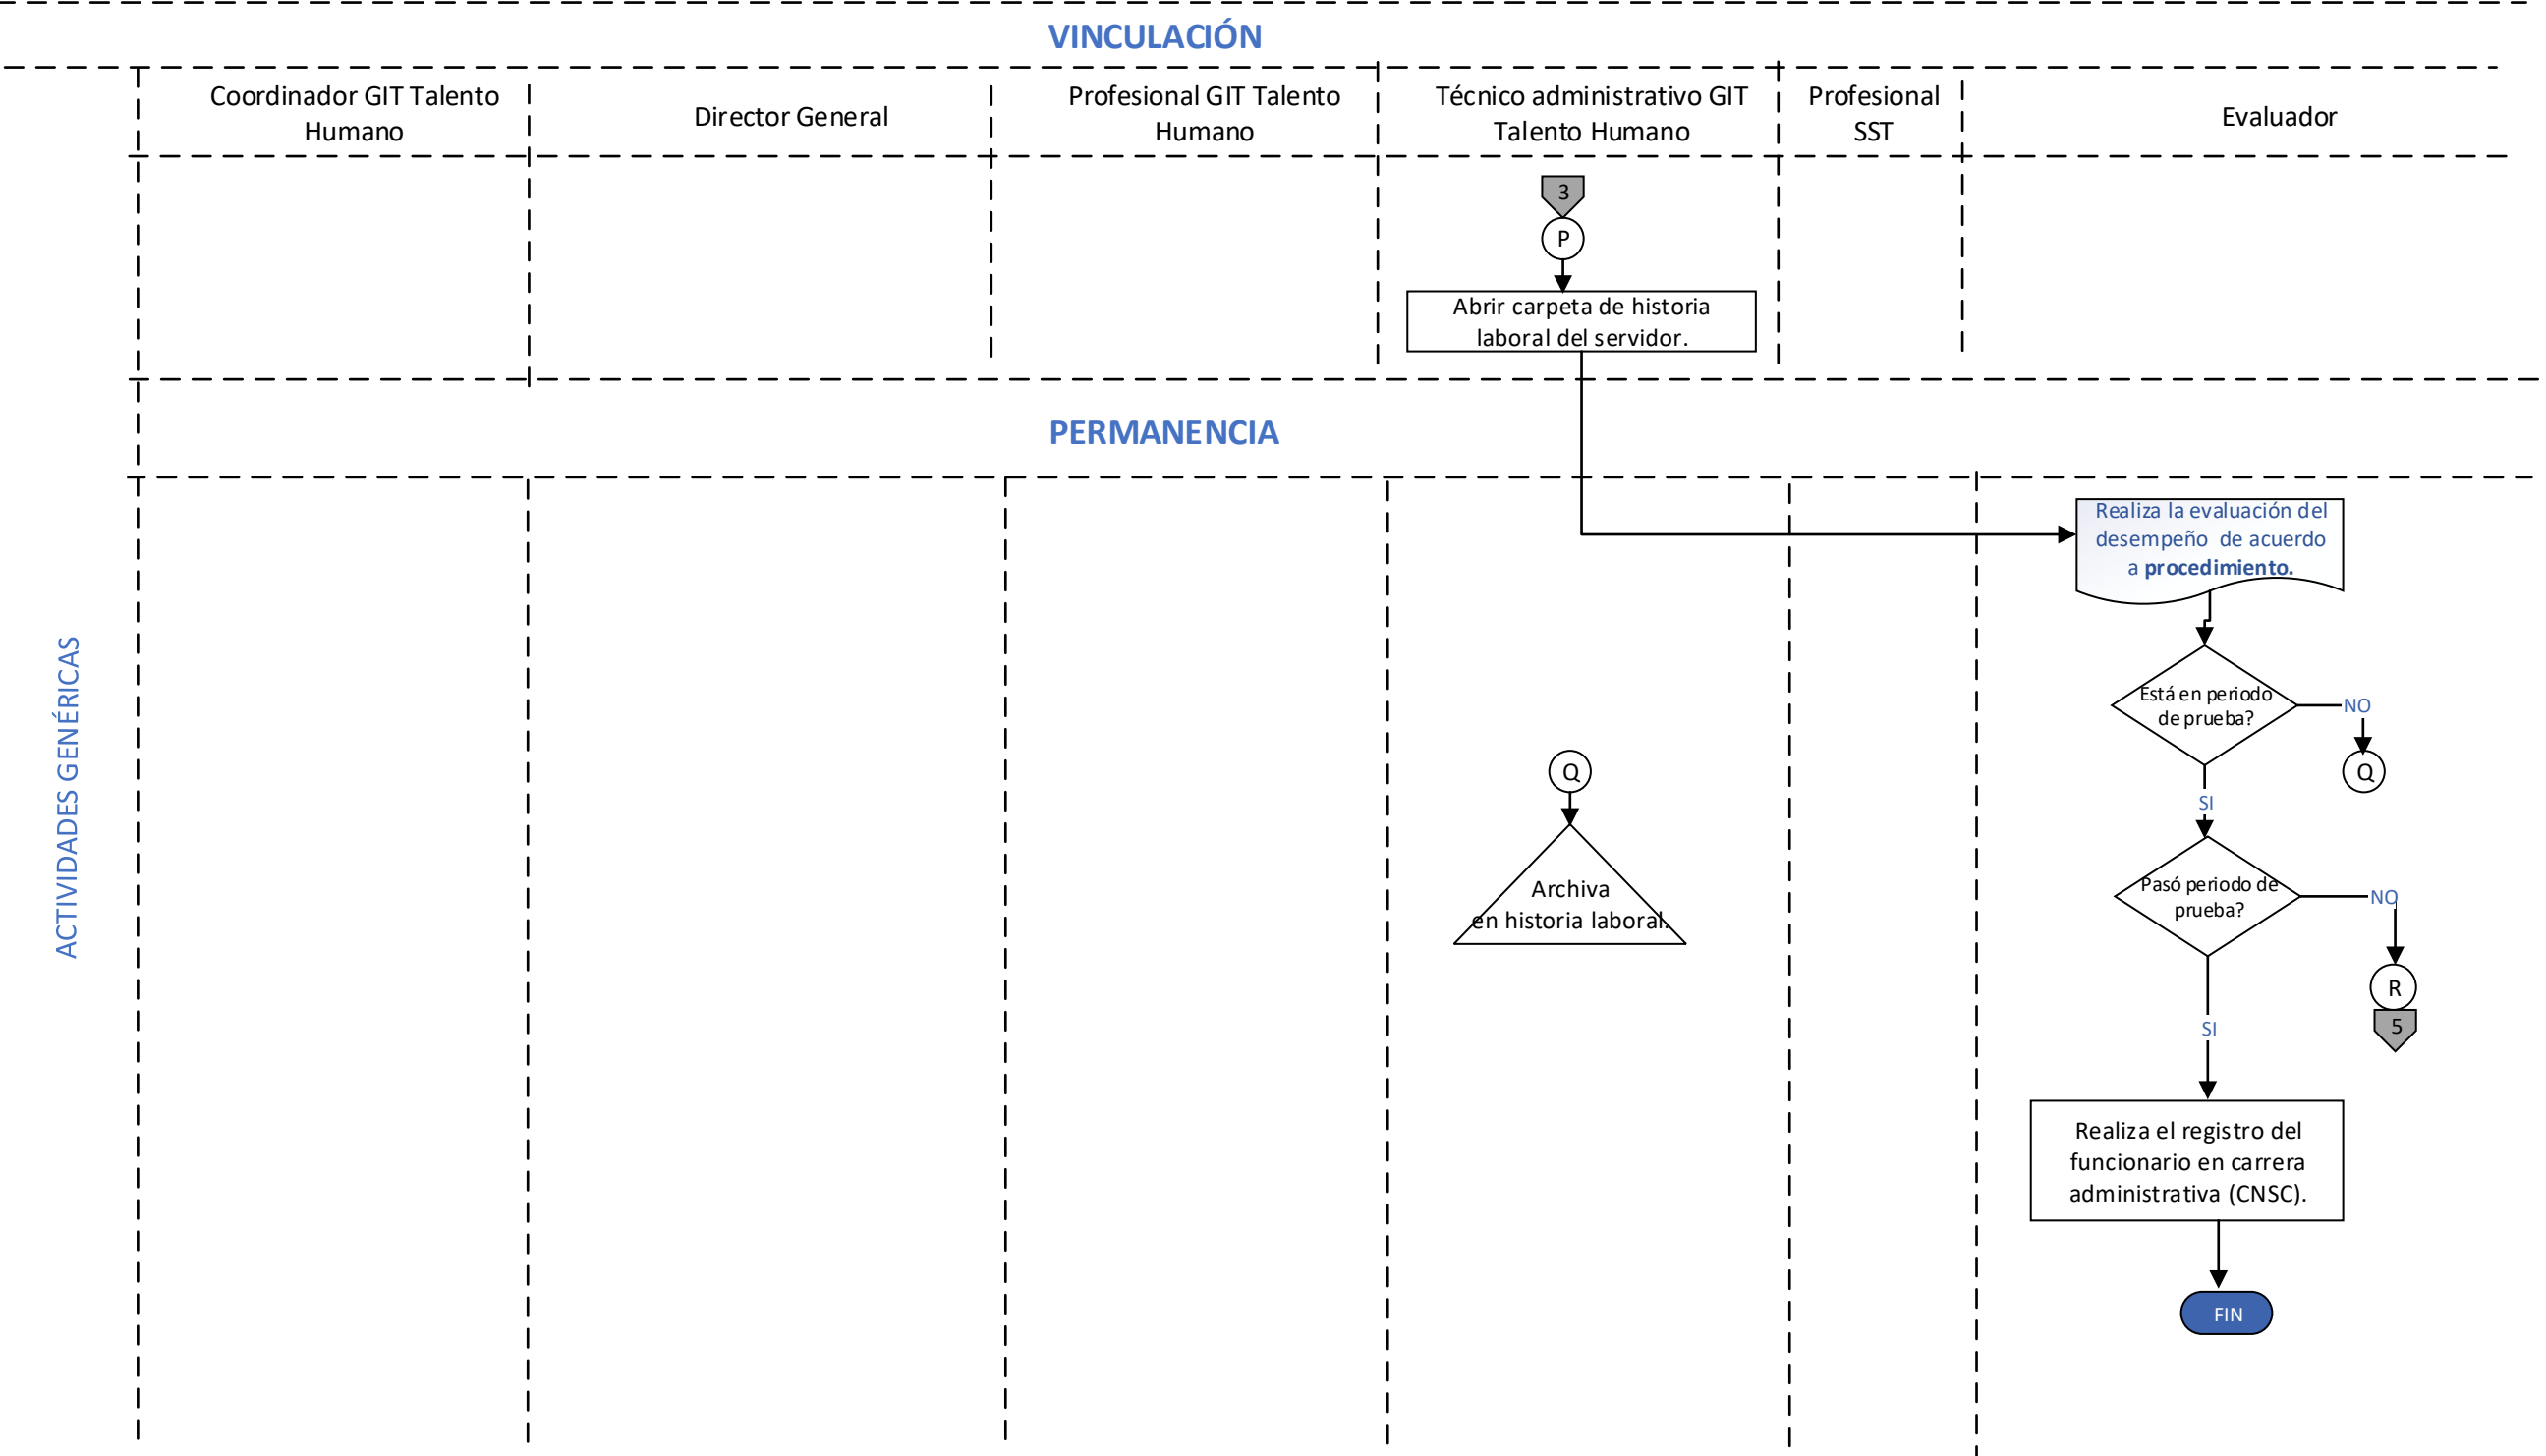 VINCULACIÓN
Coordinador GIT Talento
Humano
Director General
Profesional GIT Talento
Humano
Técnico administrativo GIT
Talento Humano
Profesional
SST
Evaluador
3
P
Abrir carpeta de historia
laboral del servidor.
PERMANENCIA
ACTIVIDADES GENÉRICAS
Realiza la evaluación del
desempeño de acuerdo
a procedimiento.
Está en periodo
de prueba?
NO
Q
SI
Q
Archiva
en historia laboral.
Pasó periodo de
prueba?
NO
R
5
SI
Realiza el registro del
funcionario en carrera
administrativa (CNSC).
FIN